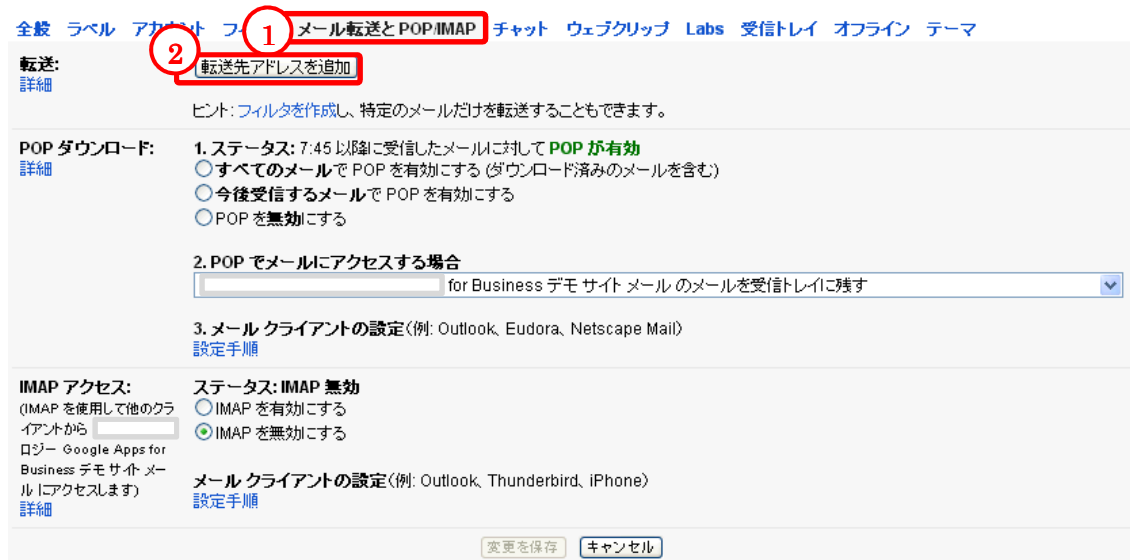 全般 ラベル アカウント フィ 1 メール転送と POP/IMAP チャット ウェブクリップ Labs 受信トレイ オフライン テーマ
2
転送:
転送先アドレスを追加
詳細
ヒント: フィルタを作成し、特定のメールだけを転送することもできます。
POP ダウンロード:
詳細
1. ステータス: 7:45 以降に受信したメールに対して POP が有効
すべてのメールで POP を有効にする (ダウンロード済みのメールを含む)
今後受信するメールで POP を有効にする
POP を無効にする
2. POP でメールにアクセスする場合
for Business デモ サイト メール のメールを受信トレイに残す
3. メール クライアントの設定(例: Outlook、Eudora、Netscape Mail)
設定手順
IMAP アクセス:
(IMAP を使用して他のクラ
イアントから
ロジー Google Apps for
Business デモ サイト メー
ル にアクセスします)
詳細
ステータス: IMAP 無効
IMAP を有効にする
IMAP を無効にする
メール クライアントの設定(例: Outlook、Thunderbird、iPhone)
設定手順
変更を保存 キャンセル